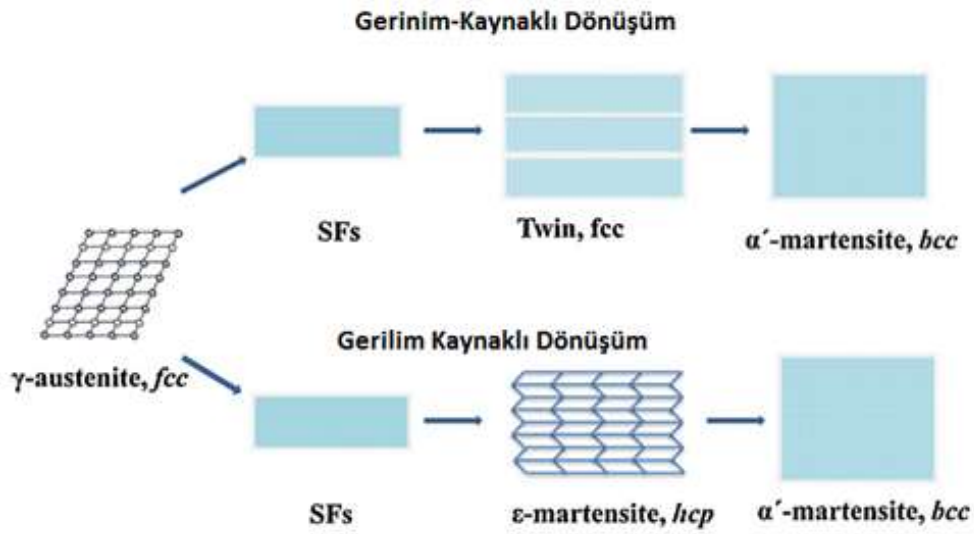 Gerinim-Kaynaklı Dönüşüm
SFs
Twin, fcc
α´-martensite, bcc
γ-austenite, fcc
Gerilim Kaynaklı Dönüşüm
SFs
ε-martensite, hcp
α´-martensite, bcc